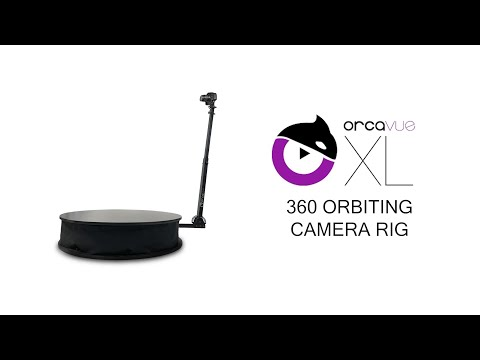 orcavue
XL
360 ORBITING
CAMERA RIG